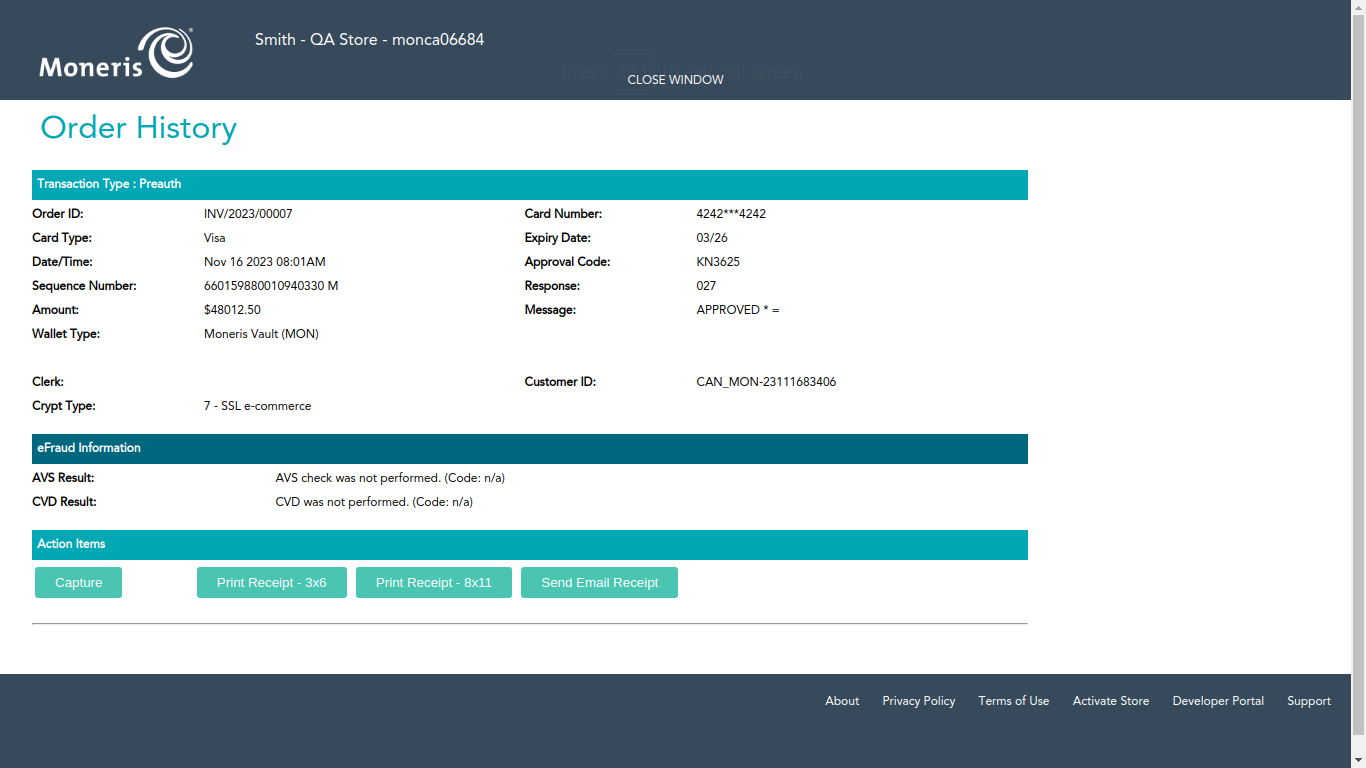 Moneris
Smith - QA Store - monca06684
Press to exit full screen
CLOSE WINDOW
Order History
Transaction Type : Preauth
Order ID: INV/2023/00007 Card Number: 4242***4242
Card Type: Visa Expiry Date: 03/26
Date/Time: Nov 16 2023 08:01AM Approval Code: KN3625
Sequence Number: 660159880010940330 M Response: 027
Amount: $48012.50 Message: APPROVED * =
Wallet Type: Moneris Vault (MON)
Clerk: Customer ID: CAN_MON-23111683406
Crypt Type: 7 - SSL e-commerce
eFraud Information
AVS Result: AVS check was not performed. (Code: n/a)
CVD Result: CVD was not performed. (Code: n/a)
Action Items
Capture Print Receipt - 3x6 Print Receipt - 8x11 Send Email Receipt
About Privacy Policy Terms of Use Activate Store Developer Portal Support